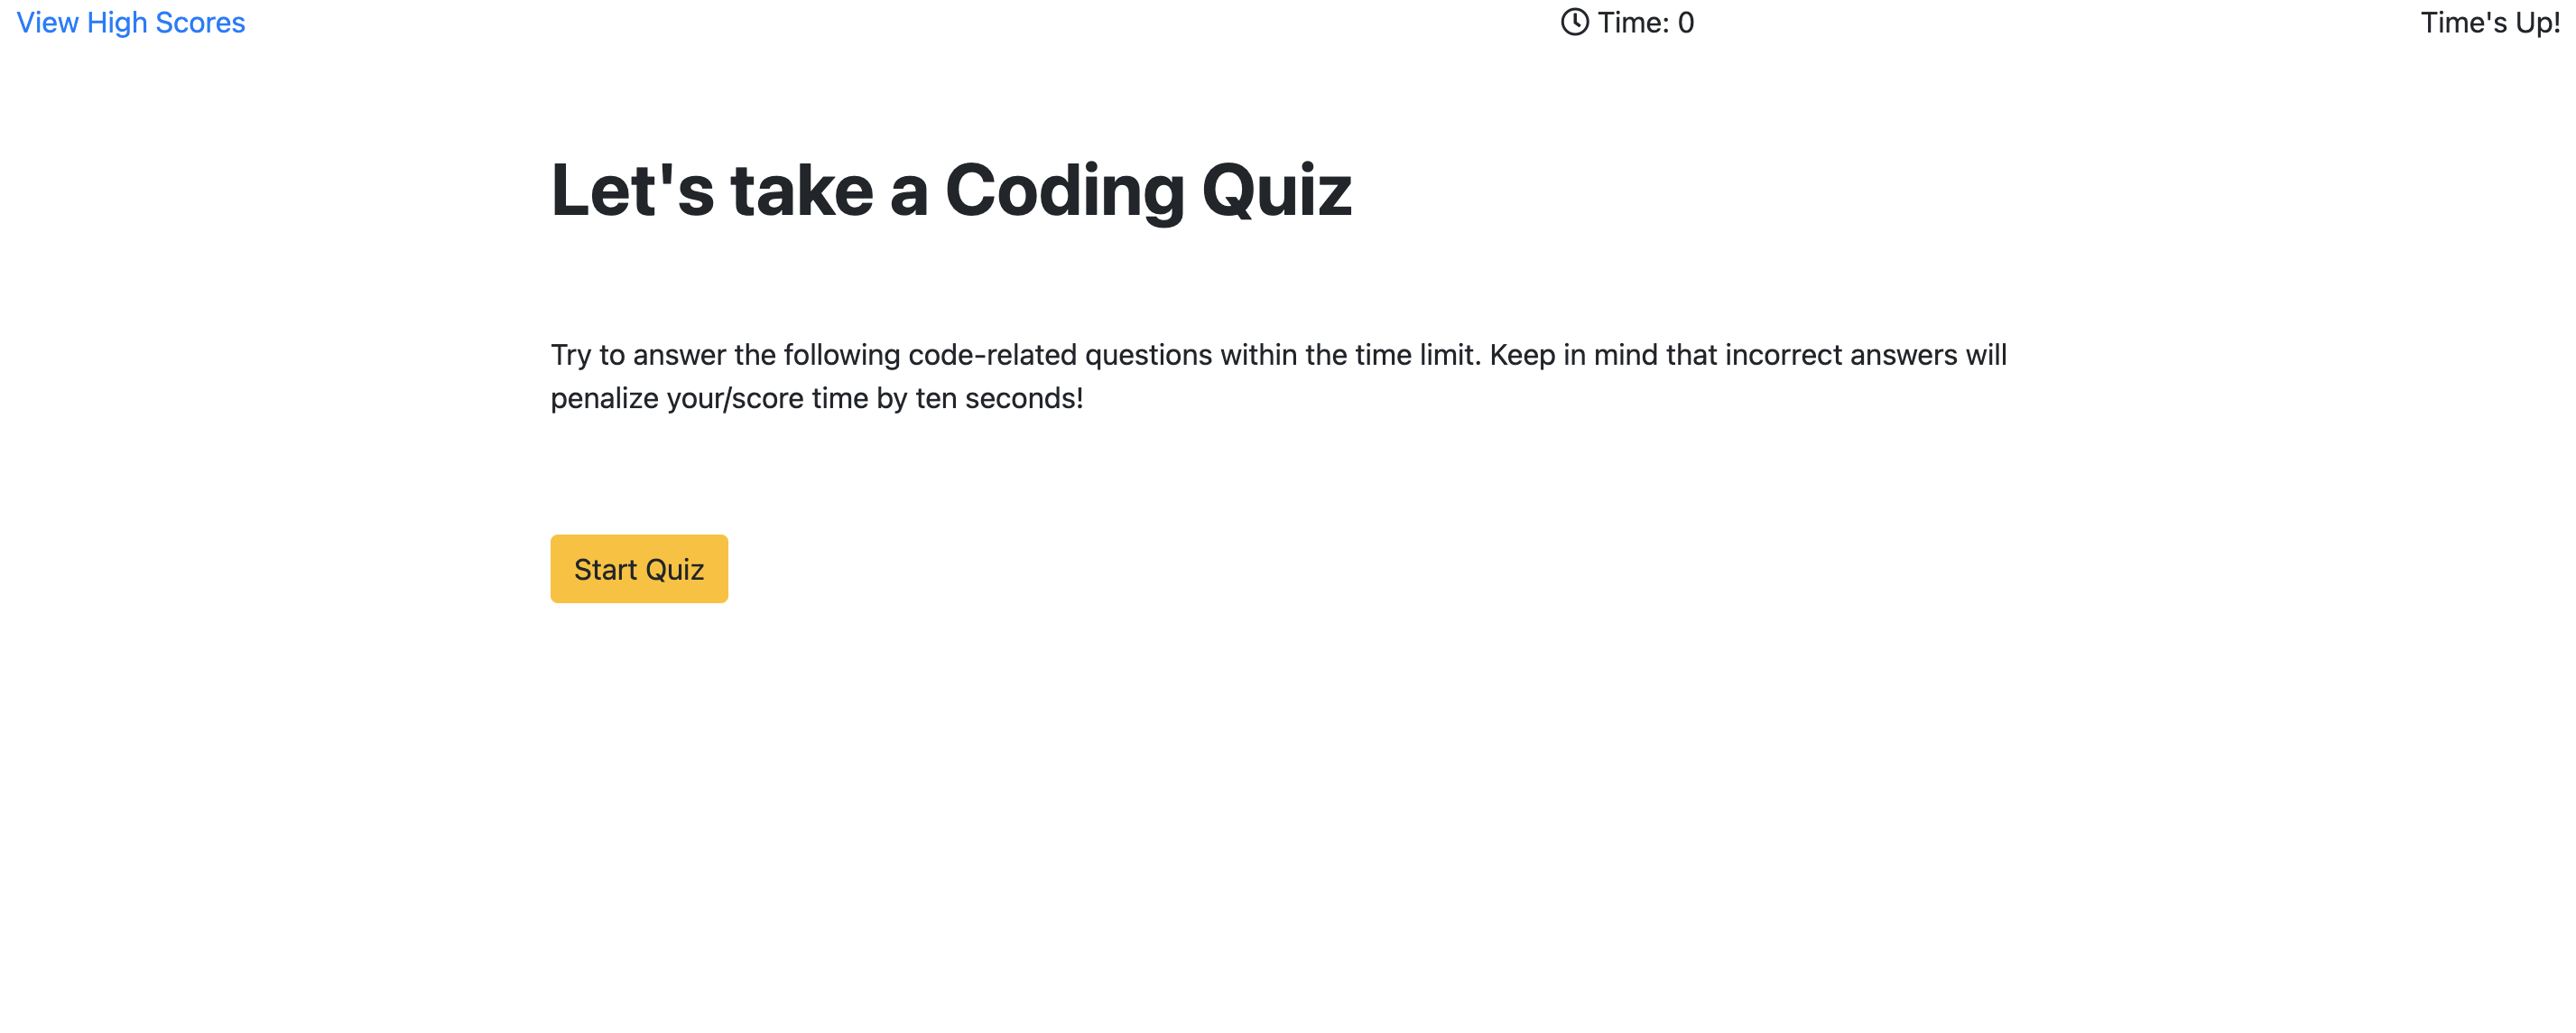 View High Scores
Time: 0
Time's Up!
Let's take a Coding Quiz
Try to answer the following code-related questions within the time limit. Keep in mind that incorrect answers will
penalize your/score time by ten seconds!
Start Quiz